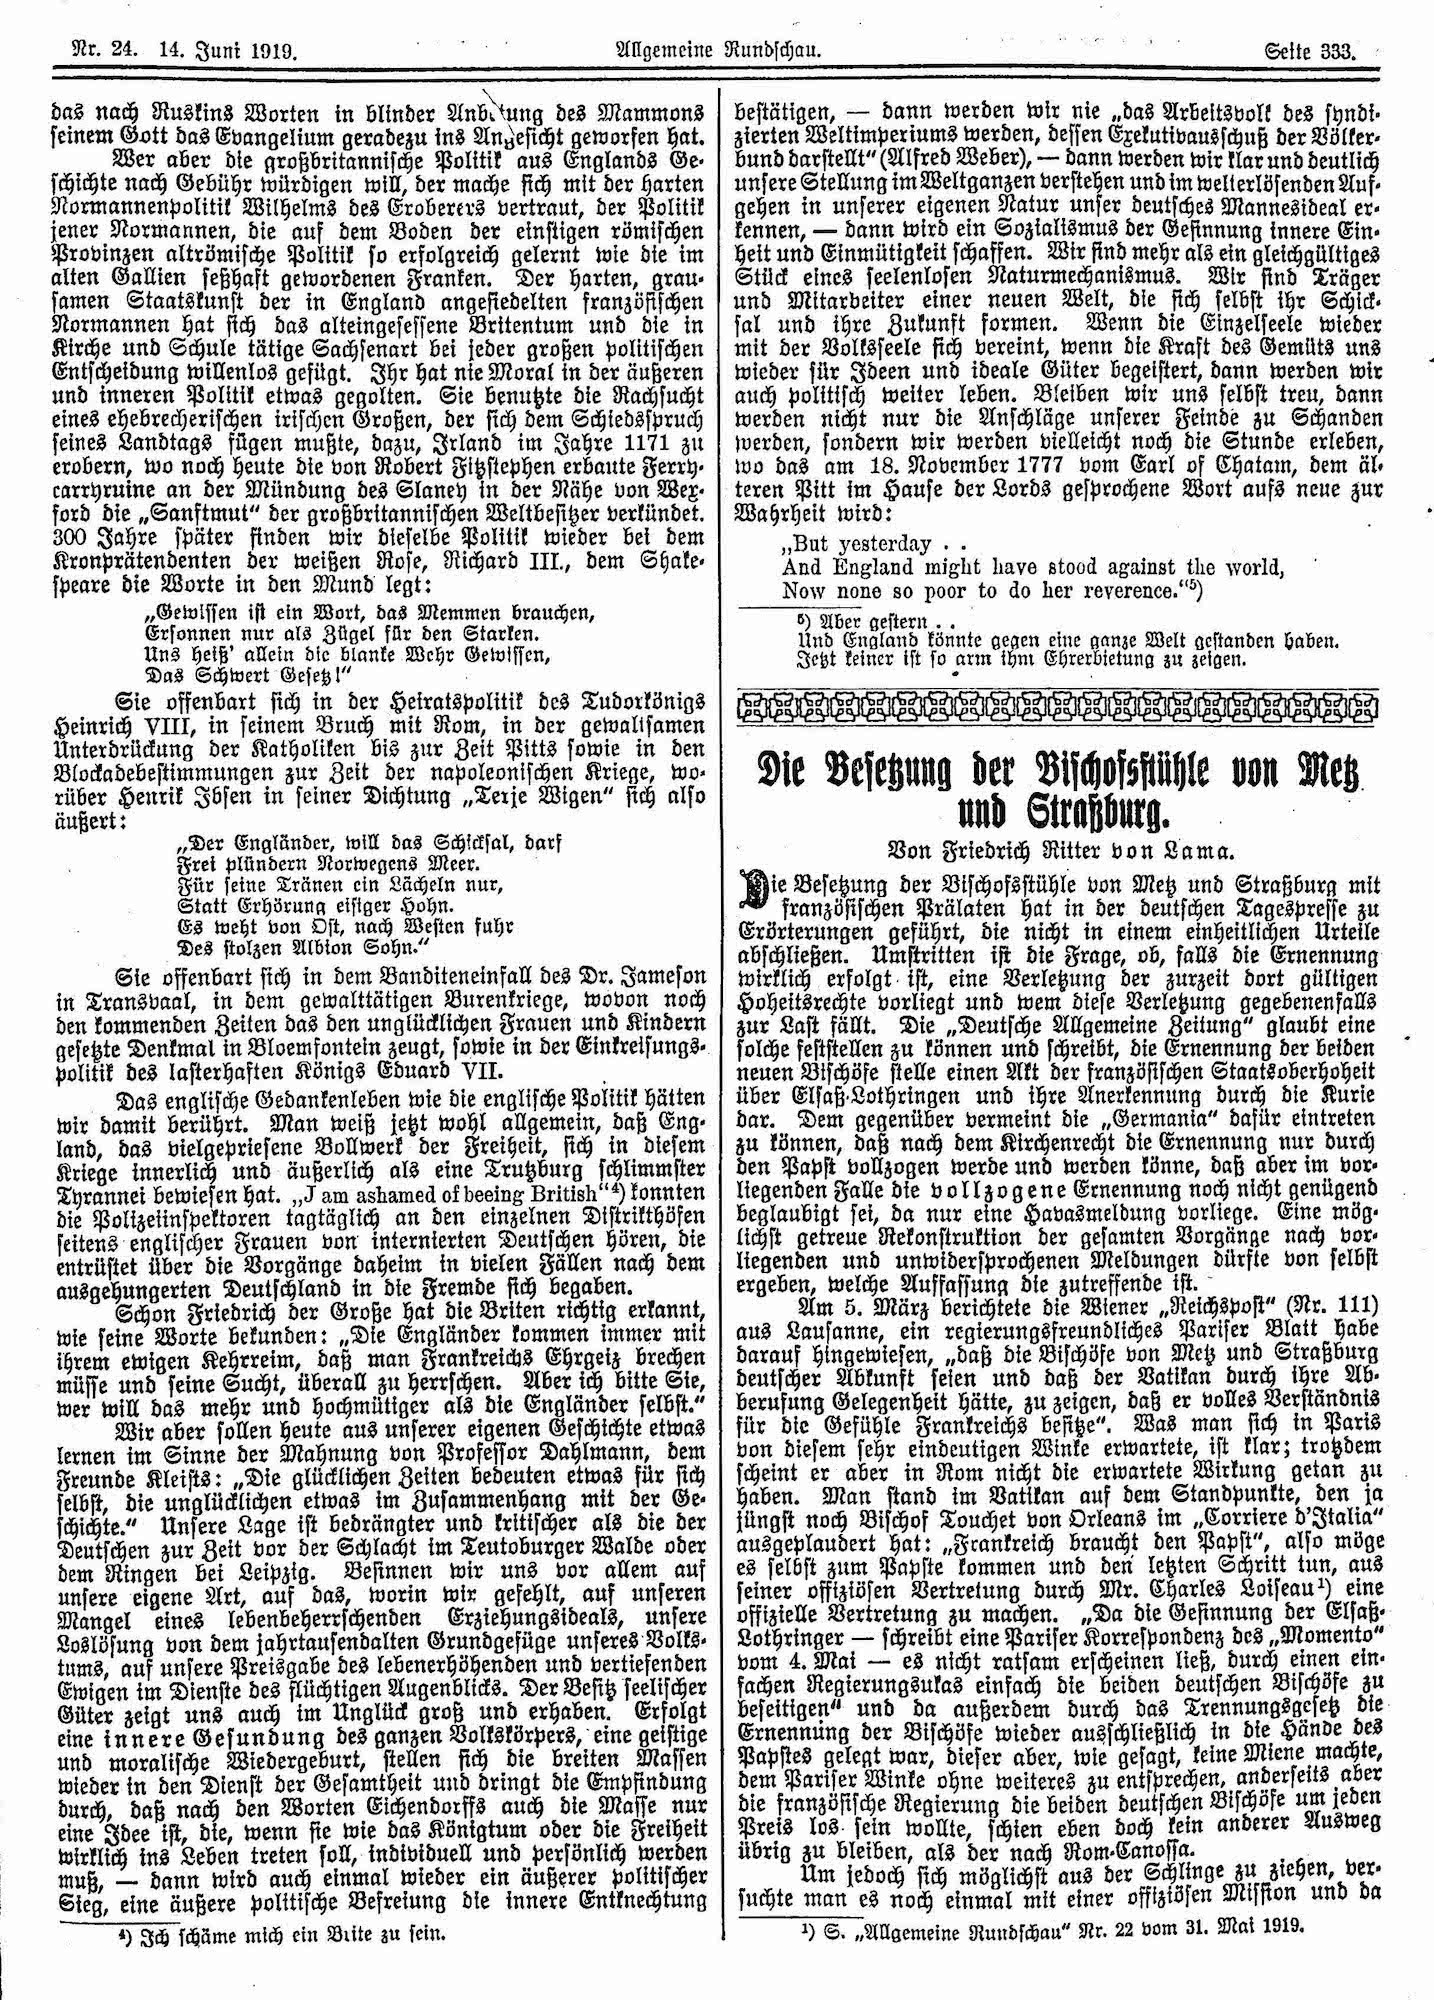 Nr. 24. 14. Juni 1919.
Allgemeine Rundschau.
Seite 333.
das nach Ruskins Worten in blinder Anbetung des Mammons
seinem Gott das Evangelium geradezu ins Angesicht geworfen hat.
Wer aber die großbritannische Politik aus Englands Ge-
schichte nach Gebühr würdigen will, der mache sich mit der harten
Normannenpolitik Wilhelms des Eroberers vertraut, der Politik
jener Normannen, die auf dem Boden der einstigen römischen
Provinzen altrömische Politik so erfolgreich gelernt wie die im
alten Gallien seßhaft gewordenen Franken. Der harten, grau-
samen Staatskunst der in England angesiedelten französischen
Normannen hat sich das alteingesessene Britentum und die in
Kirche und Schule tätige Sachsenart bei jeder großen politischen
Entscheidung willenlos gefügt. Ihr hat nie Moral in der äußeren
und inneren Politik etwas gegolten. Sie benutzte die Rachsucht
eines ehebrecherischen irischen Großen, der sich dem Schiedsspruch
seines Landtags fügen mußte, dazu, Irland im Jahre 1171 zu
erobern, wo noch heute die von Robert Fitzstephen erbaute Ferry-
carryruine an der Mündung des Slaney in der Nähe von Wex-
ford die „Sanftmut“ der großbritannischen Weltbesitzer verkündet.
300 Jahre später finden wir dieselbe Politik wieder bei dem
Kronprätendenten der weißen Rose, Richard III., dem Shake-
speare die Worte in den Mund legt:
„Gewissen ist ein Wort, das Memmen brauchen,
Ersonnen nur als Zügel für den Starken.
Uns heiß' allein die blanke Wehr Gewissen,
Das Schwert Gesetz!“
Sie offenbart sich in der Heiratspolitik des Tudorkönigs
Heinrich VIII, in seinem Bruch mit Rom, in der gewaltsamen
Unterdrückung der Katholiken bis zur Zeit Pitts sowie in den
Blockadebestimmungen zur Zeit der napoleonischen Kriege, wo-
rüber Henrik Ibsen in seiner Dichtung „Terje Wigen“ sich also
äußert:
„Der Engländer, will das Schicksal, darf
Frei plündern Norwegens Meer.
Für seine Tränen ein Lächeln nur,
Statt Erhörung eisiger Hohn.
Es weht von Ost, nach Westen fuhr
Des stolzen Albion Sohn.“
Sie offenbart sich in dem Banditeneinfall des Dr. Jameson
in Transvaal, in dem gewalttätigen Burenkriege, wovon noch
den kommenden Zeiten das den unglücklichen Frauen und Kindern
gesetzte Denkmal in Bloemfontein zeugt, sowie in der Einkreisungs-
politik des lasterhaften Königs Eduard VII.
Das englische Gedankenleben wie die englische Politik hätten
wir damit berührt. Man weiß jetzt wohl allgemein, daß Eng-
land, das vielgepriesene Bollwerk der Freiheit, sich in diesem
Kriege innerlich und äußerlich als eine Trutzburg schlimmster
Tyrannei bewiesen hat. „I am ashamed of beeing British“⁴) konnten
die Polizeiinspektoren tagtäglich an den einzelnen Distrikthöfen
seitens englischer Frauen von internierten Deutschen hören, die
entrüstet über die Vorgänge daheim in vielen Fällen nach dem
ausgehungerten Deutschland in die Fremde sich begaben.
Schon Friedrich der Große hat die Briten richtig erkannt,
wie seine Worte bekunden: „Die Engländer kommen immer mit
ihrem ewigen Kehrreim, daß man Frankreichs Ehrgeiz brechen
müsse und seine Sucht, überall zu herrschen. Aber ich bitte Sie,
wer will das mehr und hochmütiger als die Engländer selbst.“
Wir aber sollen heute aus unserer eigenen Geschichte etwas
lernen im Sinne der Mahnung von Professor Dahlmann, dem
Freunde Kleists: „Die glücklichen Zeiten bedeuten etwas für sich
selbst, die unglücklichen etwas im Zusammenhang mit der Ge-
schichte.“ Unsere Lage ist bedrängter und kritischer als die der
Deutschen zur Zeit vor der Schlacht im Teutoburger Walde oder
dem Ringen bei Leipzig. Besinnen wir uns vor allem auf
unsere eigene Art, auf das, worin wir gefehlt, auf unseren
Mangel eines lebenbeherrschenden Erziehungsideals, unsere
Loslösung von dem jahrtausendalten Grundgefüge unseres Volks-
tums, auf unsere Preisgabe des lebenerhöhenden und vertiefenden
Ewigen im Dienste des flüchtigen Augenblicks. Der Besitz seelischer
Güter zeigt uns auch im Unglück groß und erhaben. Erfolgt
eine innere Gesundung des ganzen Volkskörpers, eine geistige
und moralische Wiedergeburt, stellen sich die breiten Massen
wieder in den Dienst der Gesamtheit und dringt die Empfindung
durch, daß nach den Worten Eichendorffs auch die Masse nur
eine Idee ist, die, wenn sie wie das Königtum oder die Freiheit
wirklich ins Leben treten soll, individuell und persönlich werden
muß, — dann wird auch einmal wieder ein äußerer politischer
Sieg, eine äußere politische Befreiung die innere Entknechtung
⁴) Ich schäme mich ein Brite zu sein.
bestätigen, — dann werden wir nie „das Arbeitsvolk des syndi-
zierten Weltimperiums werden, dessen Exekutivausschuß der Völker-
bund darstellt“ (Alfred Weber), — dann werden wir klar und deutlich
unsere Stellung im Weltganzen verstehen und im welterlösenden Auf-
gehen in unserer eigenen Natur unser deutsches Mannesideal er-
kennen, — dann wird ein Sozialismus der Gesinnung innere Ein-
heit und Einmütigkeit schaffen. Wir sind mehr als ein gleichgültiges
Stück eines seelenlosen Naturmechanismus. Wir sind Träger
und Mitarbeiter einer neuen Welt, die sich selbst ihr Schick-
sal und ihre Zukunft formen. Wenn die Einzelseele wieder
mit der Volksseele sich vereint, wenn die Kraft des Gemüts uns
wieder für Ideen und ideale Güter begeistert, dann werden wir
auch politisch weiter leben. Bleiben wir uns selbst treu, dann
werden nicht nur die Anschläge unserer Feinde zu Schanden
werden, sondern wir werden vielleicht noch die Stunde erleben,
wo das am 18. November 1777 vom Earl of Chatam, dem äl-
teren Pitt im Hause der Lords gesprochene Wort aufs neue zur
Wahrheit wird:
„But yesterday . .
And England might have stood against the world,
Now none so poor to do her reverence.“⁵)
⁵) Aber gestern . .
Und England könnte gegen eine ganze Welt gestanden haben.
Jetzt keiner ist so arm ihm Ehrerbietung zu zeigen.
Die Besetzung der Bischofsstühle von Metz
und Straßburg.
Von Friedrich Ritter von Lama.
Die Besetzung der Bischofsstühle von Metz und Straßburg mit
französischen Prälaten hat in der deutschen Tagespresse zu
Erörterungen geführt, die nicht in einem einheitlichen Urteile
abschließen. Umstritten ist die Frage, ob, falls die Ernennung
wirklich erfolgt ist, eine Verletzung der zurzeit dort gültigen
Hoheitsrechte vorliegt und wem diese Verletzung gegebenenfalls
zur Last fällt. Die „Deutsche Allgemeine Zeitung“ glaubt eine
solche feststellen zu können und schreibt, die Ernennung der beiden
neuen Bischöfe stelle einen Akt der französischen Staatsoberhoheit
über Elsaß-Lothringen und ihre Anerkennung durch die Kurie
dar. Dem gegenüber vermeint die „Germania“ dafür eintreten
zu können, daß nach dem Kirchenrecht die Ernennung nur durch
den Papst vollzogen werde und werden könne, daß aber im vor-
liegenden Falle die vollzogene Ernennung noch nicht genügend
beglaubigt sei, da nur eine Havasmeldung vorliege. Eine mög-
lichst getreue Rekonstruktion der gesamten Vorgänge nach vor-
liegenden und unwidersprochenen Meldungen dürfte von selbst
ergeben, welche Auffassung die zutreffende ist.
Am 5. März berichtete die Wiener „Reichspost“ (Nr. 111)
aus Lausanne, ein regierungsfreundliches Pariser Blatt habe
darauf hingewiesen, „daß die Bischöfe von Metz und Straßburg
deutscher Abkunft seien und daß der Vatikan durch ihre Ab-
berufung Gelegenheit hätte, zu zeigen, daß er volles Verständnis
für die Gefühle Frankreichs besitze“. Was man sich in Paris
von diesem sehr eindeutigen Winke erwartete, ist klar; trotzdem
scheint er aber in Rom nicht die erwartete Wirkung getan zu
haben. Man stand im Vatikan auf dem Standpunkte, den ja
jüngst noch Bischof Touchet von Orleans im „Corriere d'Italia“
ausgeplaudert hat: „Frankreich braucht den Papst“, also möge
es selbst zum Papste kommen und den letzten Schritt tun, aus
seiner offiziösen Vertretung durch Mr. Charles Loiseau¹) eine
offizielle Vertretung zu machen. „Da die Gesinnung der Elsaß-
Lothringer — schreibt eine Pariser Korrespondenz des „Momento“
vom 4. Mai — es nicht ratsam erscheinen ließ, durch einen ein-
fachen Regierungsukas einfach die beiden deutschen Bischöfe zu
beseitigen“ und da außerdem durch das Trennungsgesetz die
Ernennung der Bischöfe wieder ausschließlich in die Hände des
Papstes gelegt war, dieser aber, wie gesagt, keine Miene machte,
dem Pariser Winke ohne weiteres zu entsprechen, anderseits aber
die französische Regierung die beiden deutschen Bischöfe um jeden
Preis los sein wollte, schien eben doch kein anderer Ausweg
übrig zu bleiben, als der nach Rom-Canossa.
Um jedoch sich möglichst aus der Schlinge zu ziehen, ver-
suchte man es noch einmal mit einer offiziösen Mission und da
¹) S. „Allgemeine Rundschau“ Nr. 22 vom 31. Mai 1919.